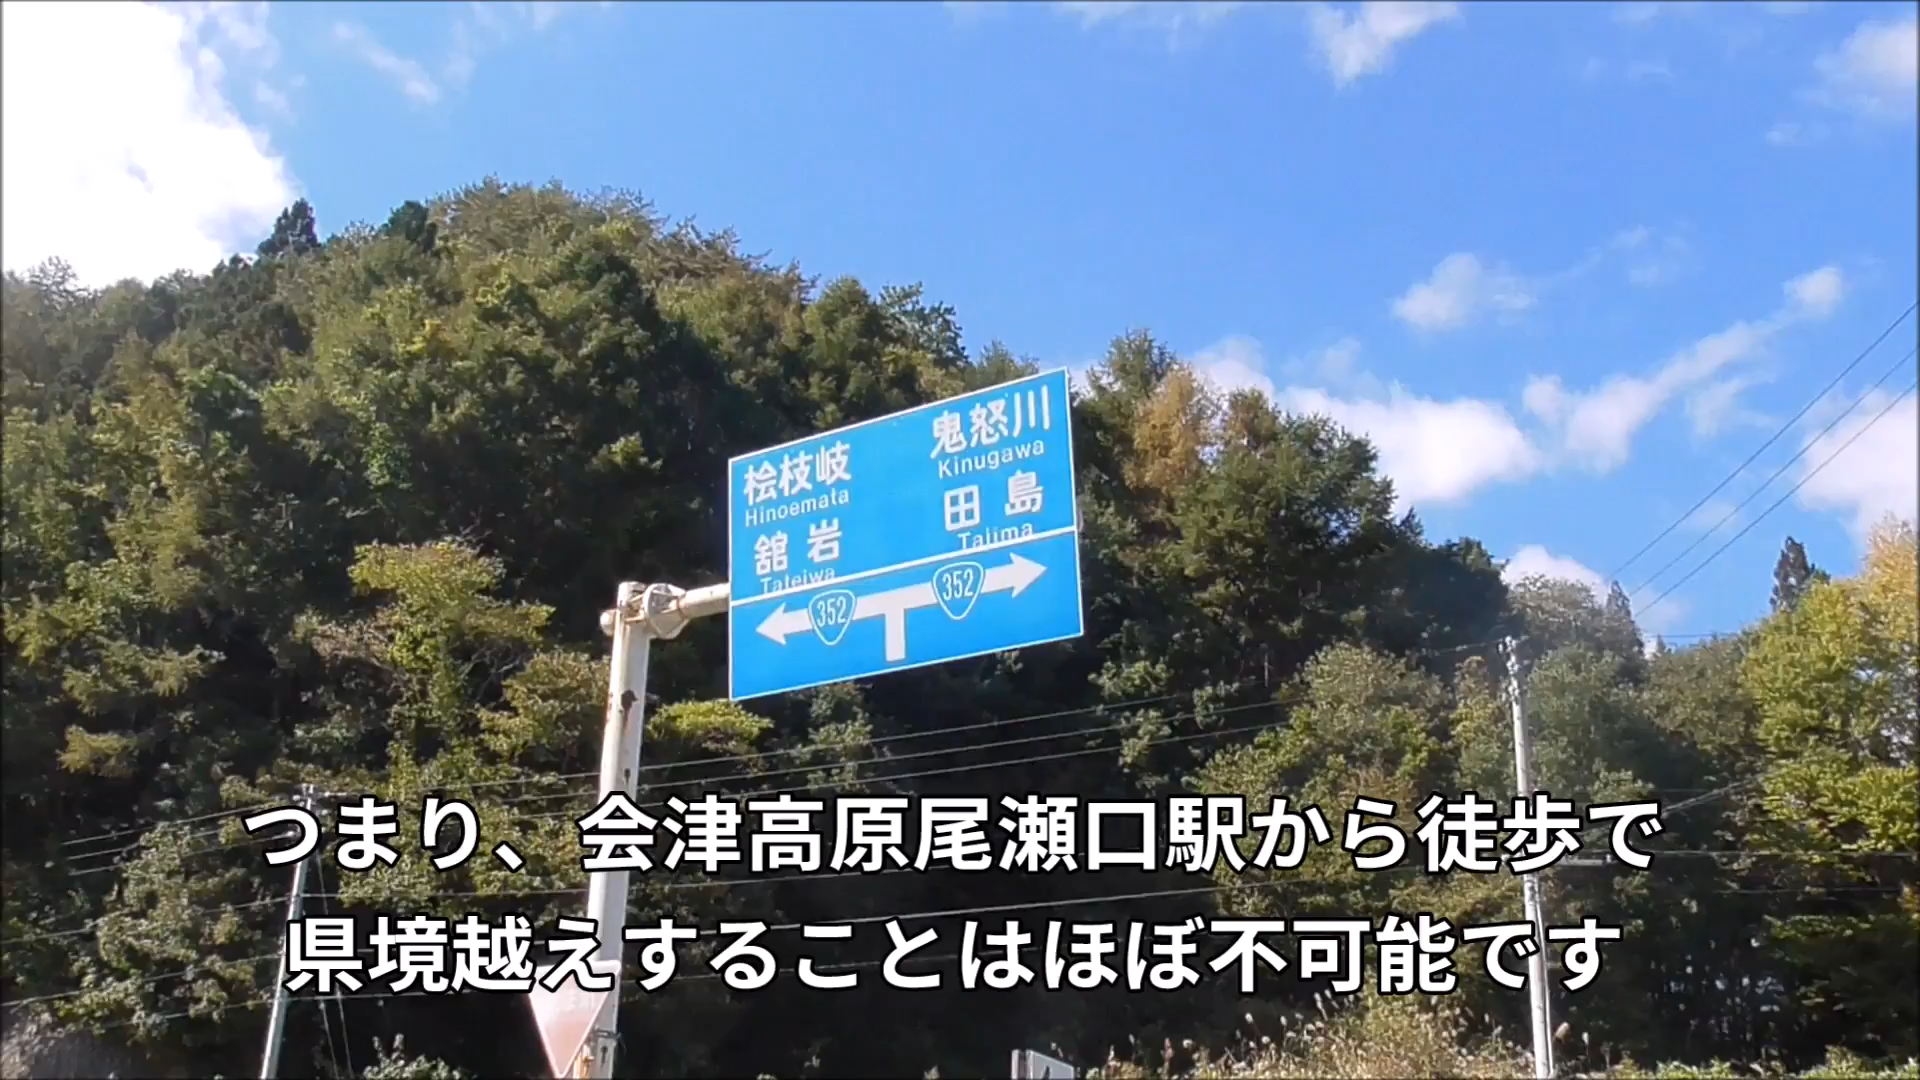 桧枝岐
Hinoemata
舘岩
Tateiwa
鬼怒川
Kinugawa
田島
Tajima
352
352
つまり、会津高原尾瀬口駅から徒歩で
県境越えすることはほぼ不可能です